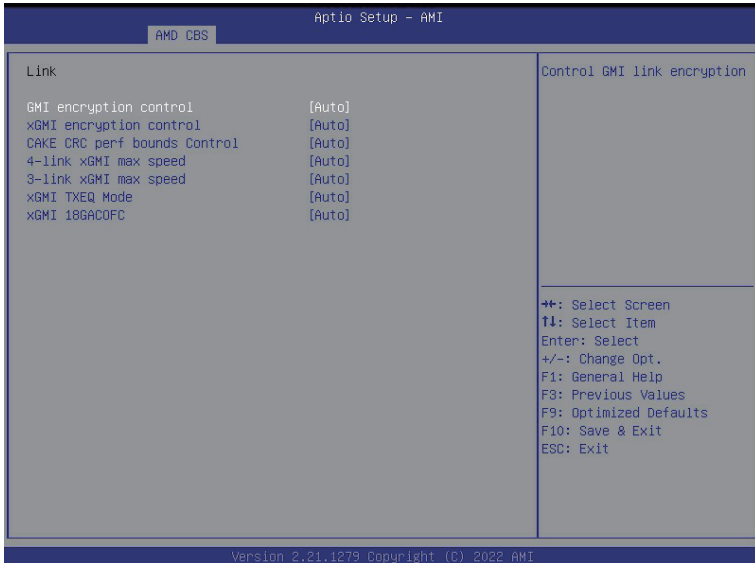 Aptio Setup – AMI
AMD CBS
Link
Control GMI link encryption
GMI encryption control [Auto]
xGMI encryption control [Auto]
CAKE CRC perf bounds Control [Auto]
4-link xGMI max speed [Auto]
3-link xGMI max speed [Auto]
xGMI TXEQ Mode [Auto]
xGMI 18GACOFC [Auto]
→←: Select Screen
↑↓: Select Item
Enter: Select
+/-: Change Opt.
F1: General Help
F3: Previous Values
F9: Optimized Defaults
F10: Save & Exit
ESC: Exit
Version 2.21.1279 Copyright (C) 2022 AMI